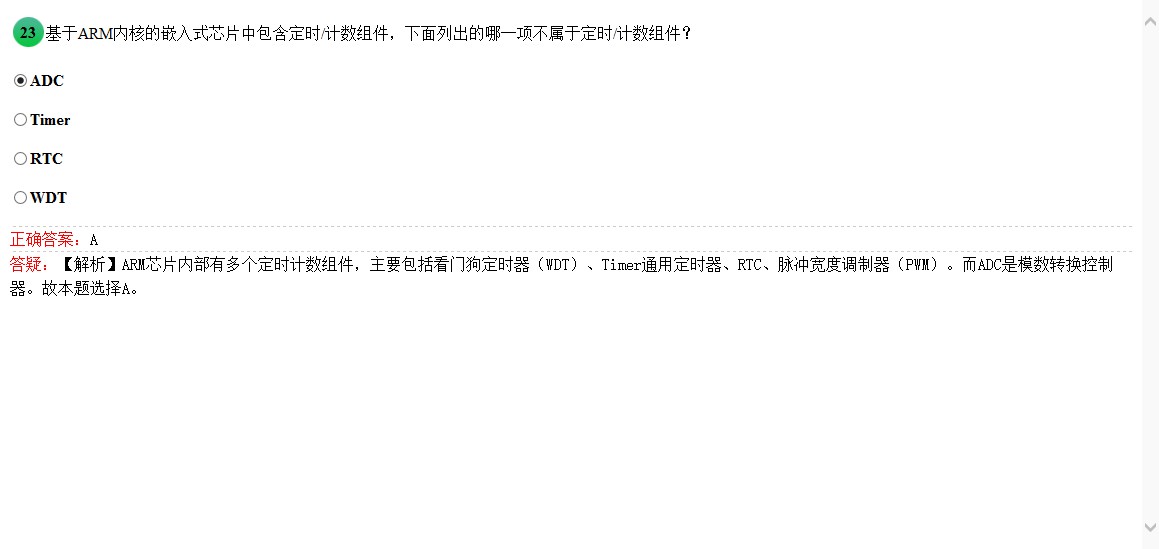 23 基于ARM内核的嵌入式芯片中包含定时/计数组件，下面列出的哪一项不属于定时/计数组件？
ADC
Timer
RTC
WDT
正确答案：A
答疑：【解析】ARM芯片内部有多个定时计数组件，主要包括看门狗定时器（WDT）、Timer通用定时器、RTC、脉冲宽度调制器（PWM）。而ADC是模数转换控制
器。故本题选择A。